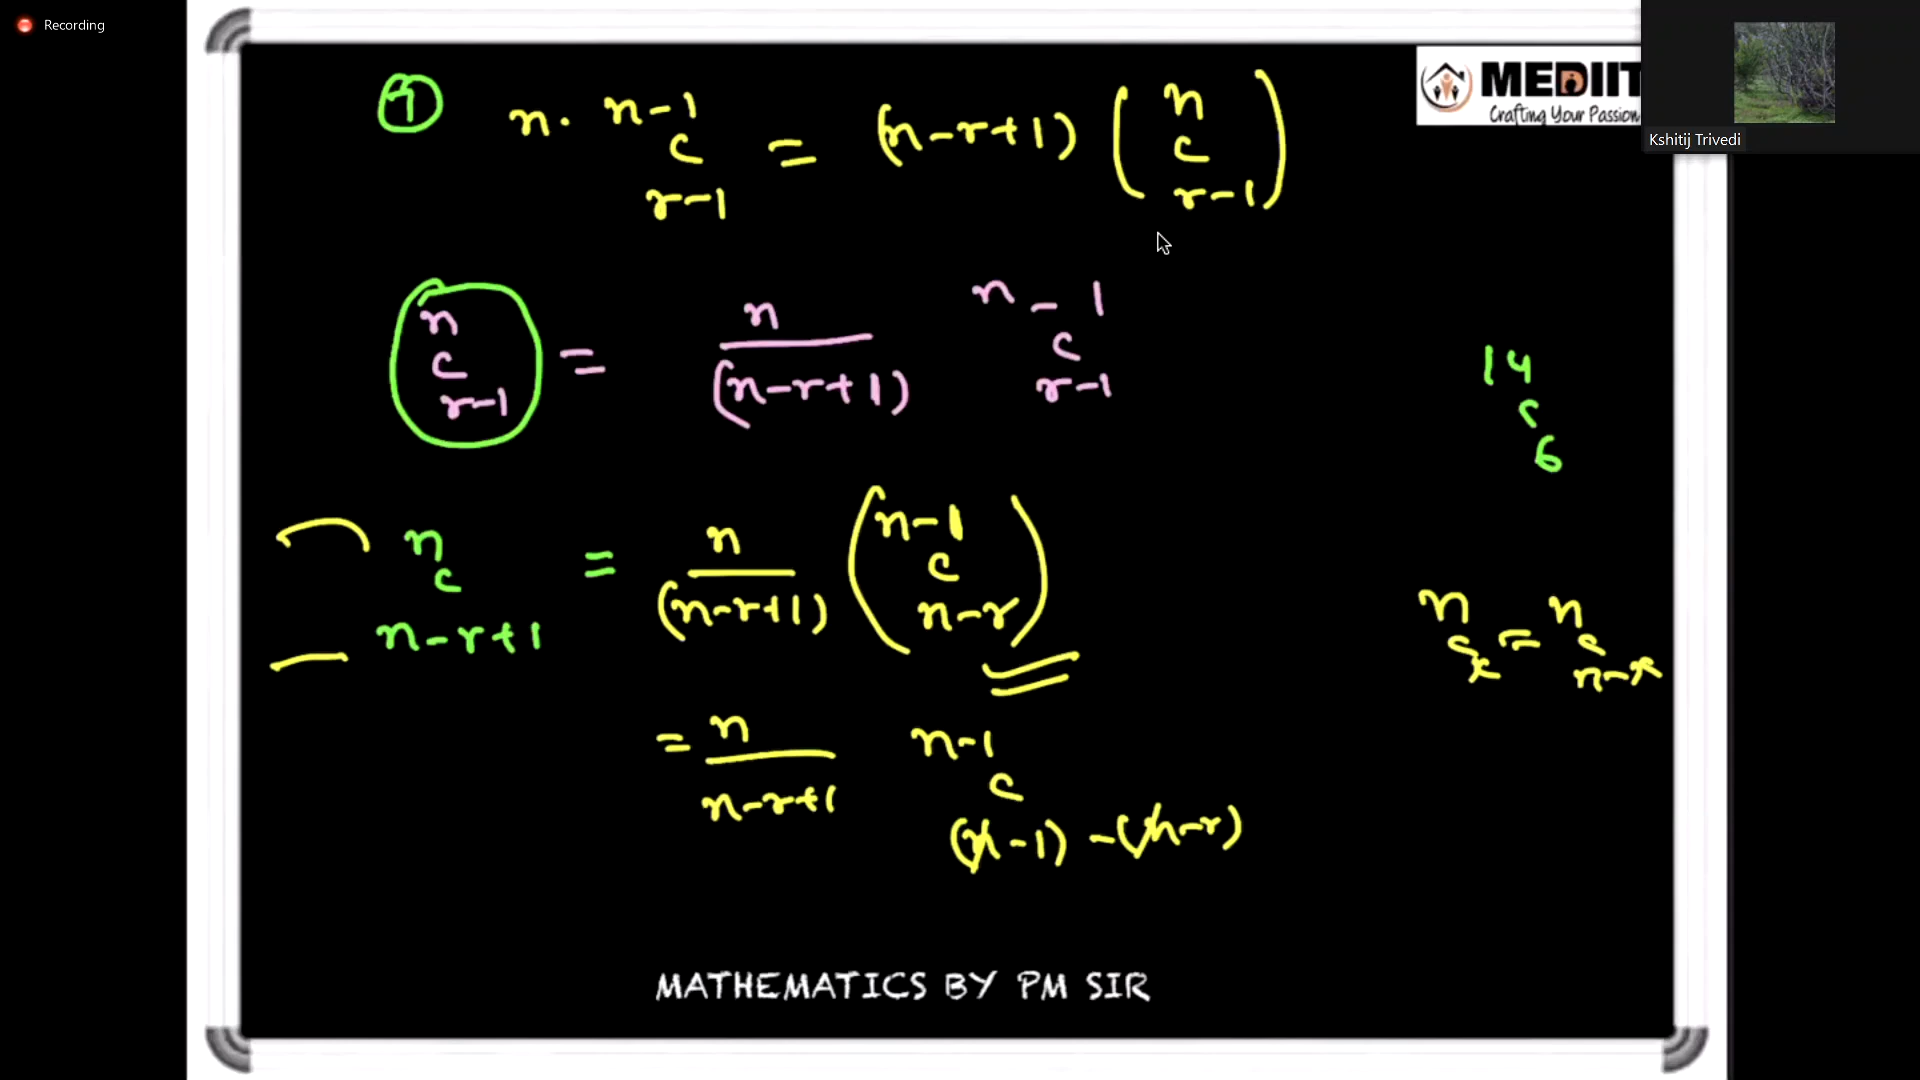 Recording
MEDIIT
Crafting Your Passion
Kshitij Trivedi
n · n-1 c r-1 = (n-r+1) ( n c r-1 )
n c r-1 = n / (n-r+1) n-1 c r-1
14 c 6
n c n-r+1 = n / (n-r+1) ( n-1 c n-r )
n c x = n c n-x
= n / n-r+1 n-1 c (n-1) - (n-r)
MATHEMATICS BY PM SIR